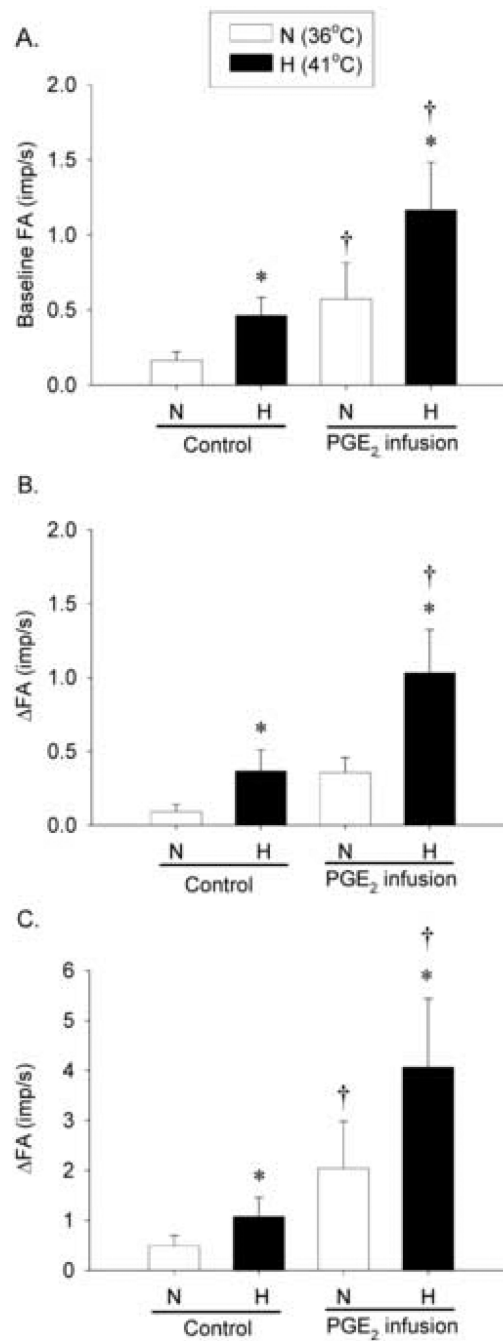 N (36°C)
H (41°C)
A.
2.0
†
*
1.5
†
Baseline FA (imp/s)
1.0
*
0.5
0.0
N H N H
Control PGE₂ infusion
B.
2.0
†
*
1.5
ΔFA (imp/s)
1.0
*
0.5
0.0
N H N H
Control PGE₂ infusion
C.
†
*
6
5
†
4
ΔFA (imp/s)
3
*
2
1
0
N H N H
Control PGE₂ infusion